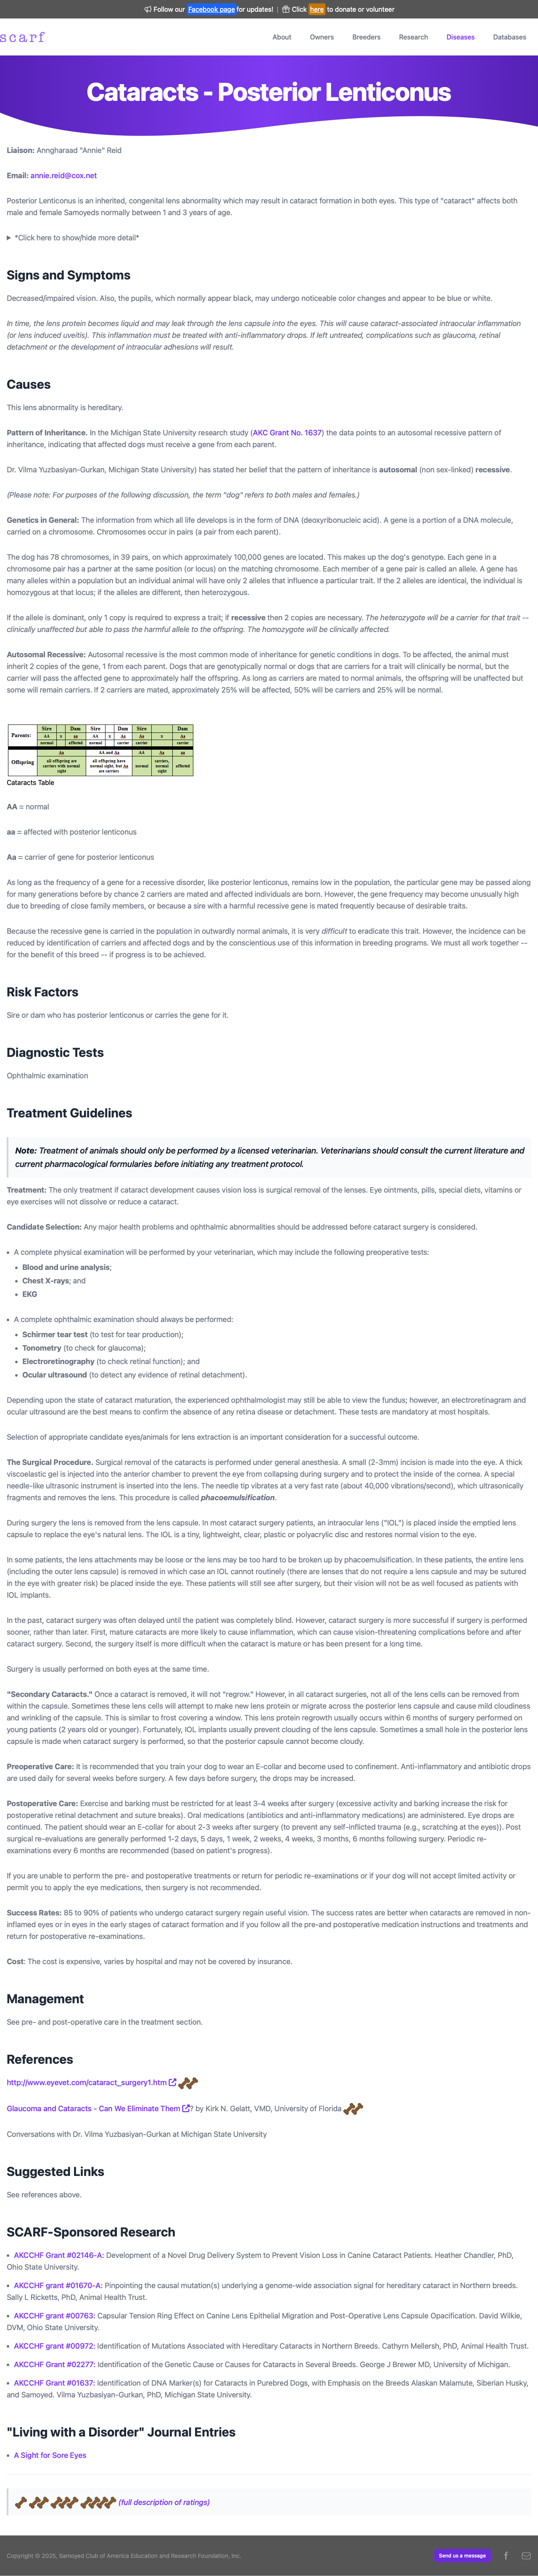 Follow our Facebook page for updates! | Click here to donate or volunteer
scarf
About Owners Breeders Research Diseases Databases
Cataracts - Posterior Lenticonus
Liaison: Anngharaad "Annie" Reid
Email: annie.reid@cox.net
Posterior Lenticonus is an inherited, congenital lens abnormality which may result in cataract formation in both eyes. This type of "cataract" affects both
male and female Samoyeds normally between 1 and 3 years of age.
*Click here to show/hide more detail*
Signs and Symptoms
Decreased/impaired vision. Also, the pupils, which normally appear black, may undergo noticeable color changes and appear to be blue or white.
In time, the lens protein becomes liquid and may leak through the lens capsule into the eyes. This will cause cataract-associated intraocular inflammation
(or lens induced uveitis). This inflammation must be treated with anti-inflammatory drops. If left untreated, complications such as glaucoma, retinal
detachment or the development of intraocular adhesions will result.
Causes
This lens abnormality is hereditary.
Pattern of Inheritance. In the Michigan State University research study (AKC Grant No. 1637) the data points to an autosomal recessive pattern of
inheritance, indicating that affected dogs must receive a gene from each parent.
Dr. Vilma Yuzbasiyan-Gurkan, Michigan State University) has stated her belief that the pattern of inheritance is autosomal (non sex-linked) recessive.
(Please note: For purposes of the following discussion, the term "dog" refers to both males and females.)
Genetics in General: The information from which all life develops is in the form of DNA (deoxyribonucleic acid). A gene is a portion of a DNA molecule,
carried on a chromosome. Chromosomes occur in pairs (a pair from each parent).
The dog has 78 chromosomes, in 39 pairs, on which approximately 100,000 genes are located. This makes up the dog's genotype. Each gene in a
chromosome pair has a partner at the same position (or locus) on the matching chromosome. Each member of a gene pair is called an allele. A gene has
many alleles within a population but an individual animal will have only 2 alleles that influence a particular trait. If the 2 alleles are identical, the individual is
homozygous at that locus; if the alleles are different, then heterozygous.
If the allele is dominant, only 1 copy is required to express a trait; if recessive then 2 copies are necessary. The heterozygote will be a carrier for that trait --
clinically unaffected but able to pass the harmful allele to the offspring. The homozygote will be clinically affected.
Autosomal Recessive: Autosomal recessive is the most common mode of inheritance for genetic conditions in dogs. To be affected, the animal must
inherit 2 copies of the gene, 1 from each parent. Dogs that are genotypically normal or dogs that are carriers for a trait will clinically be normal, but the
carrier will pass the affected gene to approximately half the offspring. As long as carriers are mated to normal animals, the offspring will be unaffected but
some will remain carriers. If 2 carriers are mated, approximately 25% will be affected, 50% will be carriers and 25% will be normal.
Sire Dam Sire Dam Sire Dam
Parents: AA x aa AA x Aa Aa x Aa
normal affected normal carrier carrier carrier
Aa AA and Aa AA Aa aa
Offspring all offspring are carriers with normal sight all offspring have normal sight, but Aa are carriers normal carriers, normal sight affected
Cataracts Table
AA = normal
aa = affected with posterior lenticonus
Aa = carrier of gene for posterior lenticonus
As long as the frequency of a gene for a recessive disorder, like posterior lenticonus, remains low in the population, the particular gene may be passed along
for many generations before by chance 2 carriers are mated and affected individuals are born. However, the gene frequency may become unusually high
due to breeding of close family members, or because a sire with a harmful recessive gene is mated frequently because of desirable traits.
Because the recessive gene is carried in the population in outwardly normal animals, it is very difficult to eradicate this trait. However, the incidence can be
reduced by identification of carriers and affected dogs and by the conscientious use of this information in breeding programs. We must all work together --
for the benefit of this breed -- if progress is to be achieved.
Risk Factors
Sire or dam who has posterior lenticonus or carries the gene for it.
Diagnostic Tests
Ophthalmic examination
Treatment Guidelines
Note: Treatment of animals should only be performed by a licensed veterinarian. Veterinarians should consult the current literature and
current pharmacological formularies before initiating any treatment protocol.
Treatment: The only treatment if cataract development causes vision loss is surgical removal of the lenses. Eye ointments, pills, special diets, vitamins or
eye exercises will not dissolve or reduce a cataract.
Candidate Selection: Any major health problems and ophthalmic abnormalities should be addressed before cataract surgery is considered.
• A complete physical examination will be performed by your veterinarian, which may include the following preoperative tests:
• Blood and urine analysis;
• Chest X-rays; and
• EKG
• A complete ophthalmic examination should always be performed:
• Schirmer tear test (to test for tear production);
• Tonometry (to check for glaucoma);
• Electroretinography (to check retinal function); and
• Ocular ultrasound (to detect any evidence of retinal detachment).
Depending upon the state of cataract maturation, the experienced ophthalmologist may still be able to view the fundus; however, an electroretinagram and
ocular ultrasound are the best means to confirm the absence of any retina disease or detachment. These tests are mandatory at most hospitals.
Selection of appropriate candidate eyes/animals for lens extraction is an important consideration for a successful outcome.
The Surgical Procedure. Surgical removal of the cataracts is performed under general anesthesia. A small (2-3mm) incision is made into the eye. A thick
viscoelastic gel is injected into the anterior chamber to prevent the eye from collapsing during surgery and to protect the inside of the cornea. A special
needle-like ultrasonic instrument is inserted into the lens. The needle tip vibrates at a very fast rate (about 40,000 vibrations/second), which ultrasonically
fragments and removes the lens. This procedure is called phacoemulsification.
During surgery the lens is removed from the lens capsule. In most cataract surgery patients, an intraocular lens ("IOL") is placed inside the emptied lens
capsule to replace the eye's natural lens. The IOL is a tiny, lightweight, clear, plastic or polyacrylic disc and restores normal vision to the eye.
In some patients, the lens attachments may be loose or the lens may be too hard to be broken up by phacoemulsification. In these patients, the entire lens
(including the outer lens capsule) is removed in which case an IOL cannot routinely (there are lenses that do not require a lens capsule and may be sutured
in the eye with greater risk) be placed inside the eye. These patients will still see after surgery, but their vision will not be as well focused as patients with
IOL implants.
In the past, cataract surgery was often delayed until the patient was completely blind. However, cataract surgery is more successful if surgery is performed
sooner, rather than later. First, mature cataracts are more likely to cause inflammation, which can cause vision-threatening complications before and after
cataract surgery. Second, the surgery itself is more difficult when the cataract is mature or has been present for a long time.
Surgery is usually performed on both eyes at the same time.
"Secondary Cataracts." Once a cataract is removed, it will not "regrow." However, in all cataract surgeries, not all of the lens cells can be removed from
within the capsule. Sometimes these lens cells will attempt to make new lens protein or migrate across the posterior lens capsule and cause mild cloudiness
and wrinkling of the capsule. This is similar to frost covering a window. This lens protein regrowth usually occurs within 6 months of surgery performed on
young patients (2 years old or younger). Fortunately, IOL implants usually prevent clouding of the lens capsule. Sometimes a small hole in the posterior lens
capsule is made when cataract surgery is performed, so that the posterior capsule cannot become cloudy.
Preoperative Care: It is recommended that you train your dog to wear an E-collar and become used to confinement. Anti-inflammatory and antibiotic drops
are used daily for several weeks before surgery. A few days before surgery, the drops may be increased.
Postoperative Care: Exercise and barking must be restricted for at least 3-4 weeks after surgery (excessive activity and barking increase the risk for
postoperative retinal detachment and suture breaks). Oral medications (antibiotics and anti-inflammatory medications) are administered. Eye drops are
continued. The patient should wear an E-collar for about 2-3 weeks after surgery (to prevent any self-inflicted trauma (e.g., scratching at the eyes)). Post
surgical re-evaluations are generally performed 1-2 days, 5 days, 1 week, 2 weeks, 4 weeks, 3 months, 6 months following surgery. Periodic re-
examinations every 6 months are recommended (based on patient's progress).
If you are unable to perform the pre- and postoperative treatments or return for periodic re-examinations or if your dog will not accept limited activity or
permit you to apply the eye medications, then surgery is not recommended.
Success Rates: 85 to 90% of patients who undergo cataract surgery regain useful vision. The success rates are better when cataracts are removed in non-
inflamed eyes or in eyes in the early stages of cataract formation and if you follow all the pre-and postoperative medication instructions and treatments and
return for postoperative re-examinations.
Cost: The cost is expensive, varies by hospital and may not be covered by insurance.
Management
See pre- and post-operative care in the treatment section.
References
http://www.eyevet.com/cataract_surgery1.htm
Glaucoma and Cataracts - Can We Eliminate Them ? by Kirk N. Gelatt, VMD, University of Florida
Conversations with Dr. Vilma Yuzbasiyan-Gurkan at Michigan State University
Suggested Links
See references above.
SCARF-Sponsored Research
• AKCCHF Grant #02146-A: Development of a Novel Drug Delivery System to Prevent Vision Loss in Canine Cataract Patients. Heather Chandler, PhD,
Ohio State University.
• AKCCHF grant #01670-A: Pinpointing the causal mutation(s) underlying a genome-wide association signal for hereditary cataract in Northern breeds.
Sally L Ricketts, PhD, Animal Health Trust.
• AKCCHF grant #00763: Capsular Tension Ring Effect on Canine Lens Epithelial Migration and Post-Operative Lens Capsule Opacification. David Wilkie,
DVM, Ohio State University.
• AKCCHF grant #00972: Identification of Mutations Associated with Hereditary Cataracts in Northern Breeds. Cathyrn Mellersh, PhD, Animal Health Trust.
• AKCCHF Grant #02277: Identification of the Genetic Cause or Causes for Cataracts in Several Breeds. George J Brewer MD, University of Michigan.
• AKCCHF Grant #01637: Identification of DNA Marker(s) for Cataracts in Purebred Dogs, with Emphasis on the Breeds Alaskan Malamute, Siberian Husky,
and Samoyed. Vilma Yuzbasiyan-Gurkan, PhD, Michigan State University.
"Living with a Disorder" Journal Entries
• A Sight for Sore Eyes
(full description of ratings)
Copyright © 2025, Samoyed Club of America Education and Research Foundation, Inc.
Send us a message